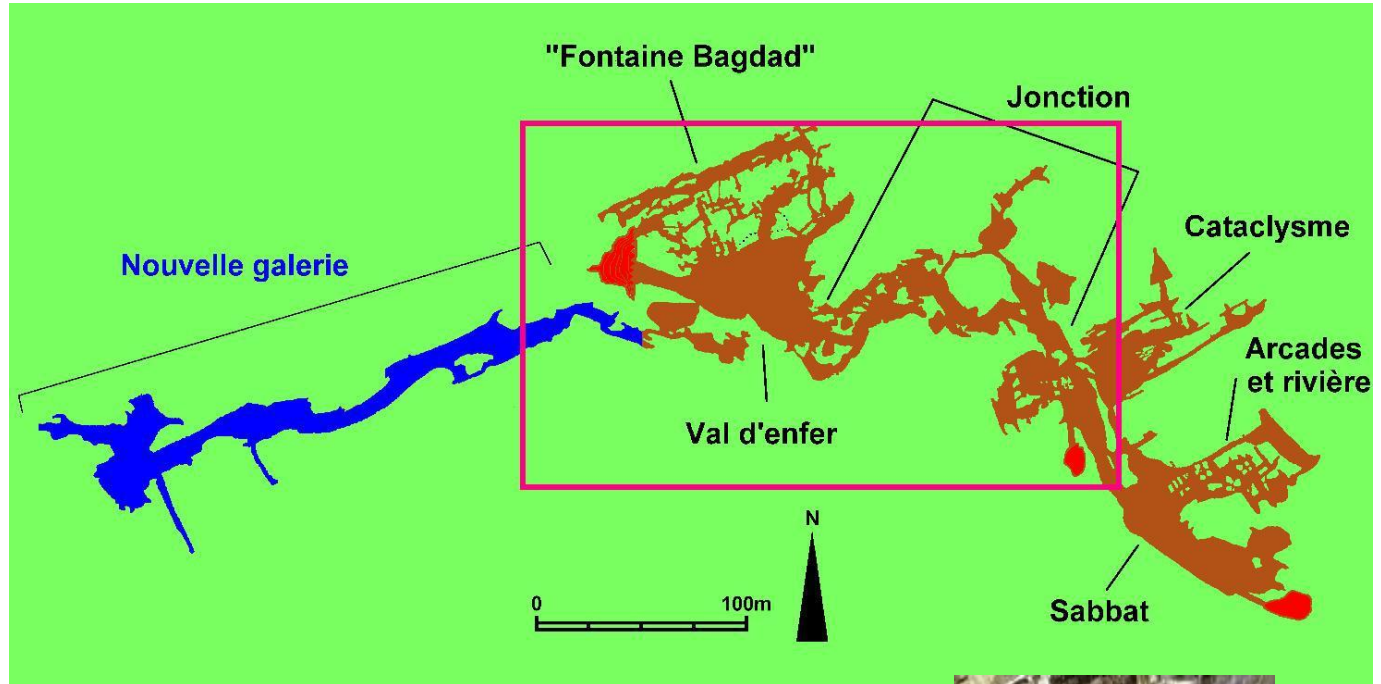 "Fontaine Bagdad"
Jonction
Cataclysme
Nouvelle galerie
Arcades
et rivière
Val d'enfer
N
0 100m
Sabbat